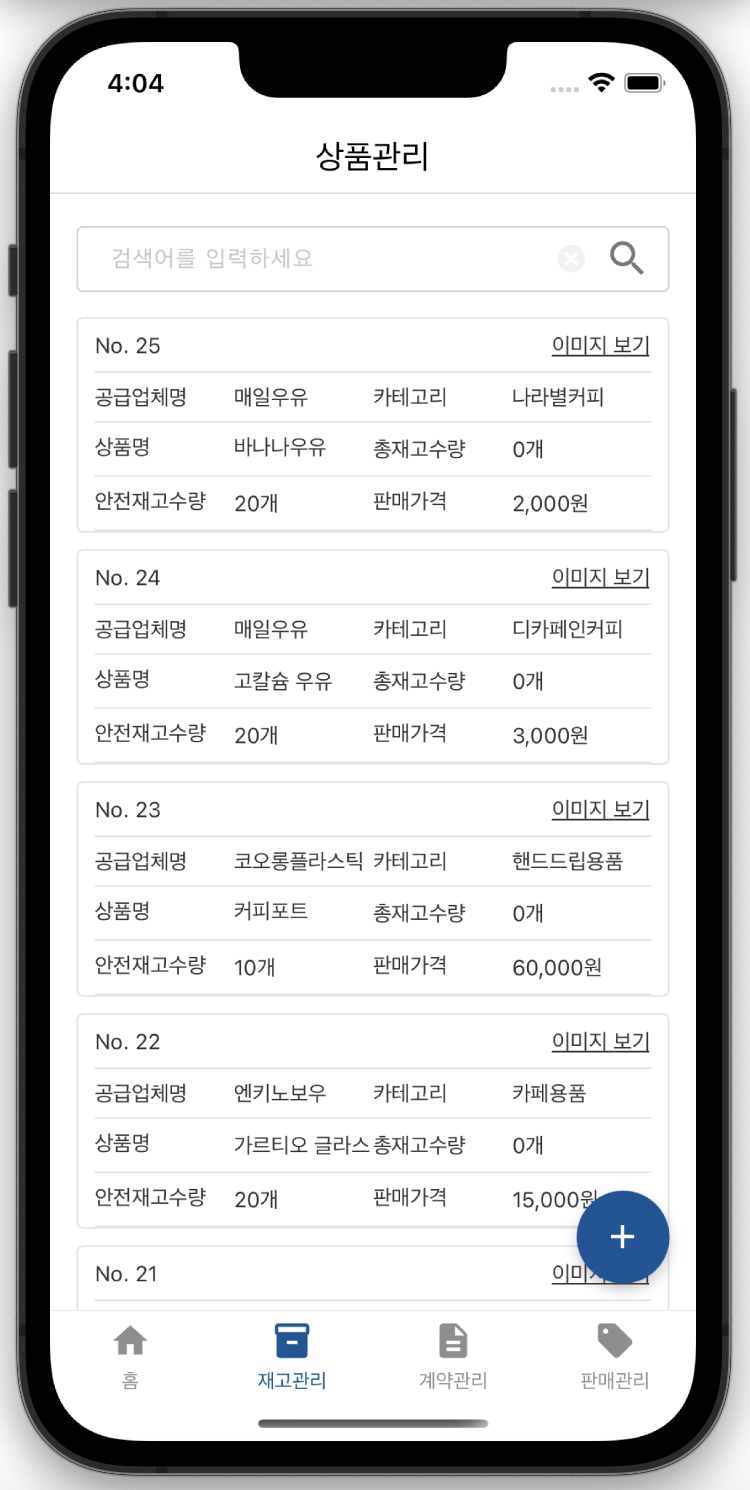 4:04
상품관리
검색어를 입력하세요
No. 25 이미지 보기
공급업체명 매일우유 카테고리 나라별커피
상품명 바나나우유 총재고수량 0개
안전재고수량 20개 판매가격 2,000원
No. 24 이미지 보기
공급업체명 매일우유 카테고리 디카페인커피
상품명 고칼슘 우유 총재고수량 0개
안전재고수량 20개 판매가격 3,000원
No. 23 이미지 보기
공급업체명 코오롱플라스틱 카테고리 핸드드립용품
상품명 커피포트 총재고수량 0개
안전재고수량 10개 판매가격 60,000원
No. 22 이미지 보기
공급업체명 엔키노보우 카테고리 카페용품
상품명 가르티오 글라스 총재고수량 0개
안전재고수량 20개 판매가격 15,000원
No. 21
홈 재고관리 계약관리 판매관리